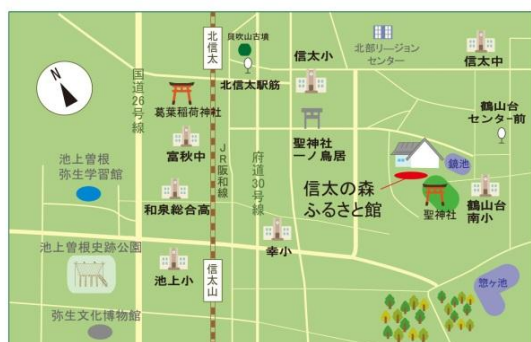 北信太
貝吹山古墳
信太小
北部リージョン
センター
信太中
N
国道26号線
葛葉稲荷神社
北信太駅筋
鶴山台
センター前
富秋中
JR阪和線
府道30号線
聖神社
一ノ鳥居
鏡池
池上曽根
弥生学習館
信太の森
ふるさと館
聖神社
鶴山台
南小
和泉総合高
池上曽根史跡公園
幸小
信太山
池上小
惣ヶ池
弥生文化博物館